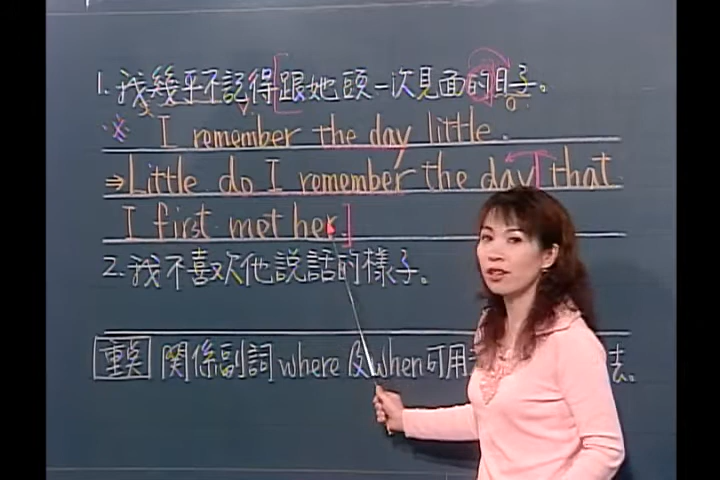 1. 我幾乎不記得跟她頭一次見面的日子。
※ I remember the day little.
⇒ Little do I remember the day that
I first met her.
2. 我不喜歡他說話的樣子。
重點 關係副詞 where 及 when 可用 去。